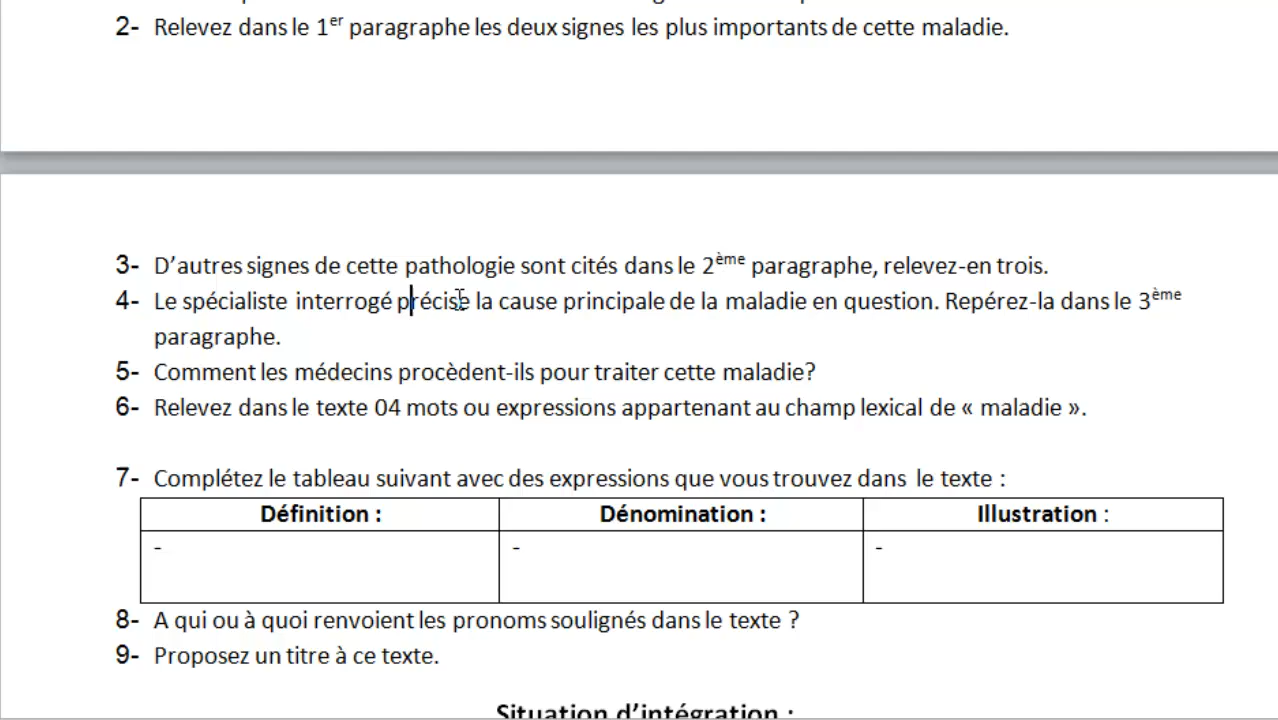 2- Relevez dans le 1er paragraphe les deux signes les plus importants de cette maladie.
3- D’autres signes de cette pathologie sont cités dans le 2ème paragraphe, relevez-en trois.
4- Le spécialiste interrogé précise la cause principale de la maladie en question. Repérez-la dans le 3ème
paragraphe.
5- Comment les médecins procèdent-ils pour traiter cette maladie?
6- Relevez dans le texte 04 mots ou expressions appartenant au champ lexical de « maladie ».
7- Complétez le tableau suivant avec des expressions que vous trouvez dans le texte :
Définition : Dénomination : Illustration :
- - -
8- A qui ou à quoi renvoient les pronoms soulignés dans le texte ?
9- Proposez un titre à ce texte.
Situation d’intégration :